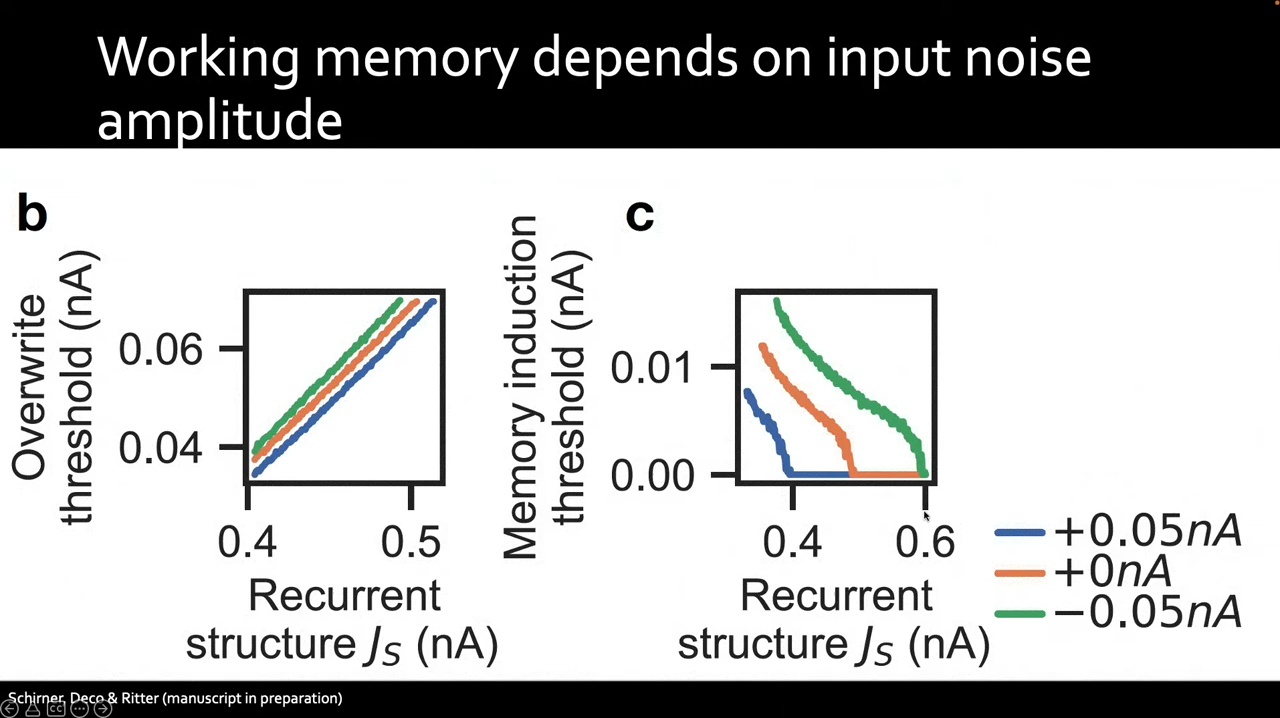 Working memory depends on input noise
amplitude
b
Overwrite
threshold (nA)
0.06
0.04
0.4
0.5
Recurrent
structure J_S (nA)
c
Memory induction
threshold (nA)
0.01
0.00
0.4
0.6
Recurrent
structure J_S (nA)
+0.05nA
+0nA
−0.05nA
Schirner, Deco & Ritter (manuscript in preparation)
CC